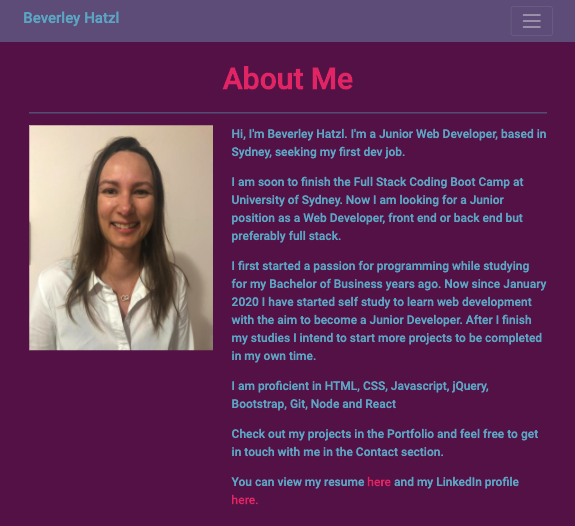 Beverley Hatzl
About Me
Hi, I'm Beverley Hatzl. I'm a Junior Web Developer, based in
Sydney, seeking my first dev job.
I am soon to finish the Full Stack Coding Boot Camp at
University of Sydney. Now I am looking for a Junior
position as a Web Developer, front end or back end but
preferably full stack.
I first started a passion for programming while studying
for my Bachelor of Business years ago. Now since January
2020 I have started self study to learn web development
with the aim to become a Junior Developer. After I finish
my studies I intend to start more projects to be completed
in my own time.
I am proficient in HTML, CSS, Javascript, jQuery,
Bootstrap, Git, Node and React
Check out my projects in the Portfolio and feel free to get
in touch with me in the Contact section.
You can view my resume here and my LinkedIn profile
here.